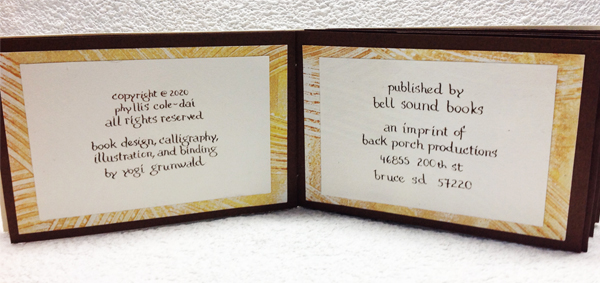 copyright © 2020
phyllis cole-dai
all rights reserved
book design, calligraphy,
illustration, and binding
by yogi grunwald
published by
bell sound books
an imprint of
back porch productions
46855 200th st
bruce sd 57220